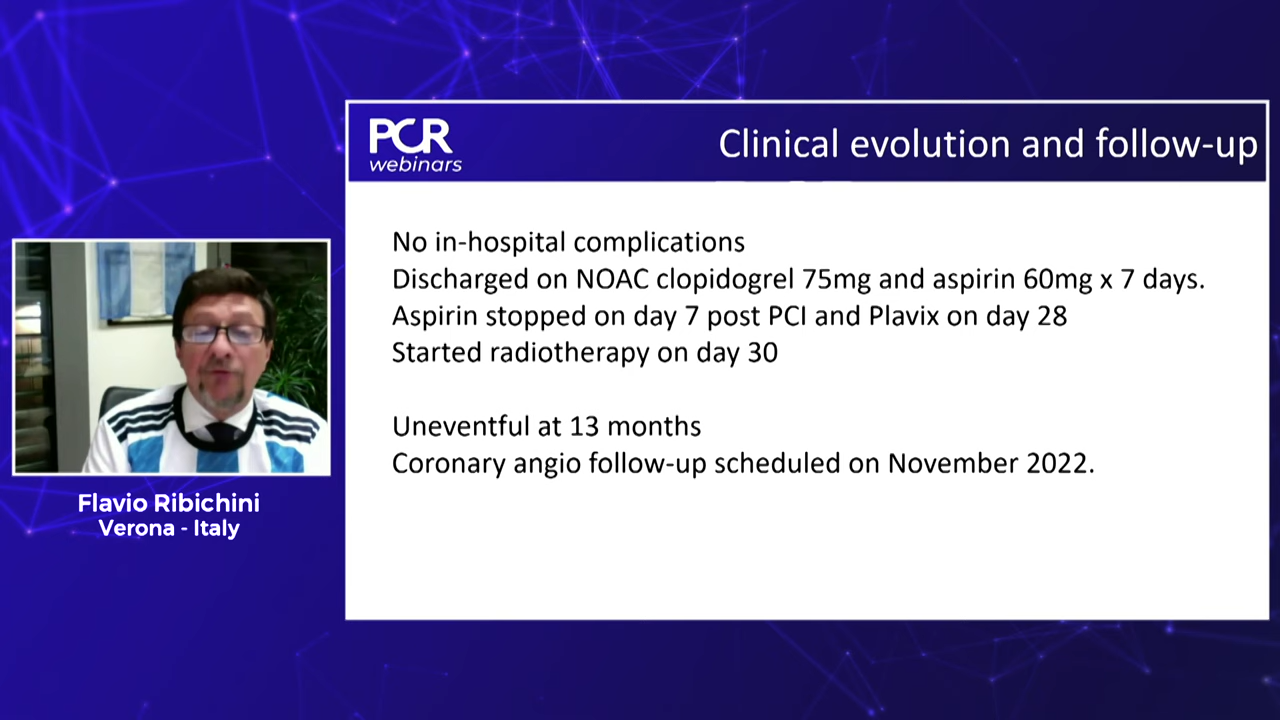 PCR
webinars
Clinical evolution and follow-up
No in-hospital complications
Discharged on NOAC clopidogrel 75mg and aspirin 60mg x 7 days.
Aspirin stopped on day 7 post PCI and Plavix on day 28
Started radiotherapy on day 30
Uneventful at 13 months
Coronary angio follow-up scheduled on November 2022.
Flavio Ribichini
Verona - Italy